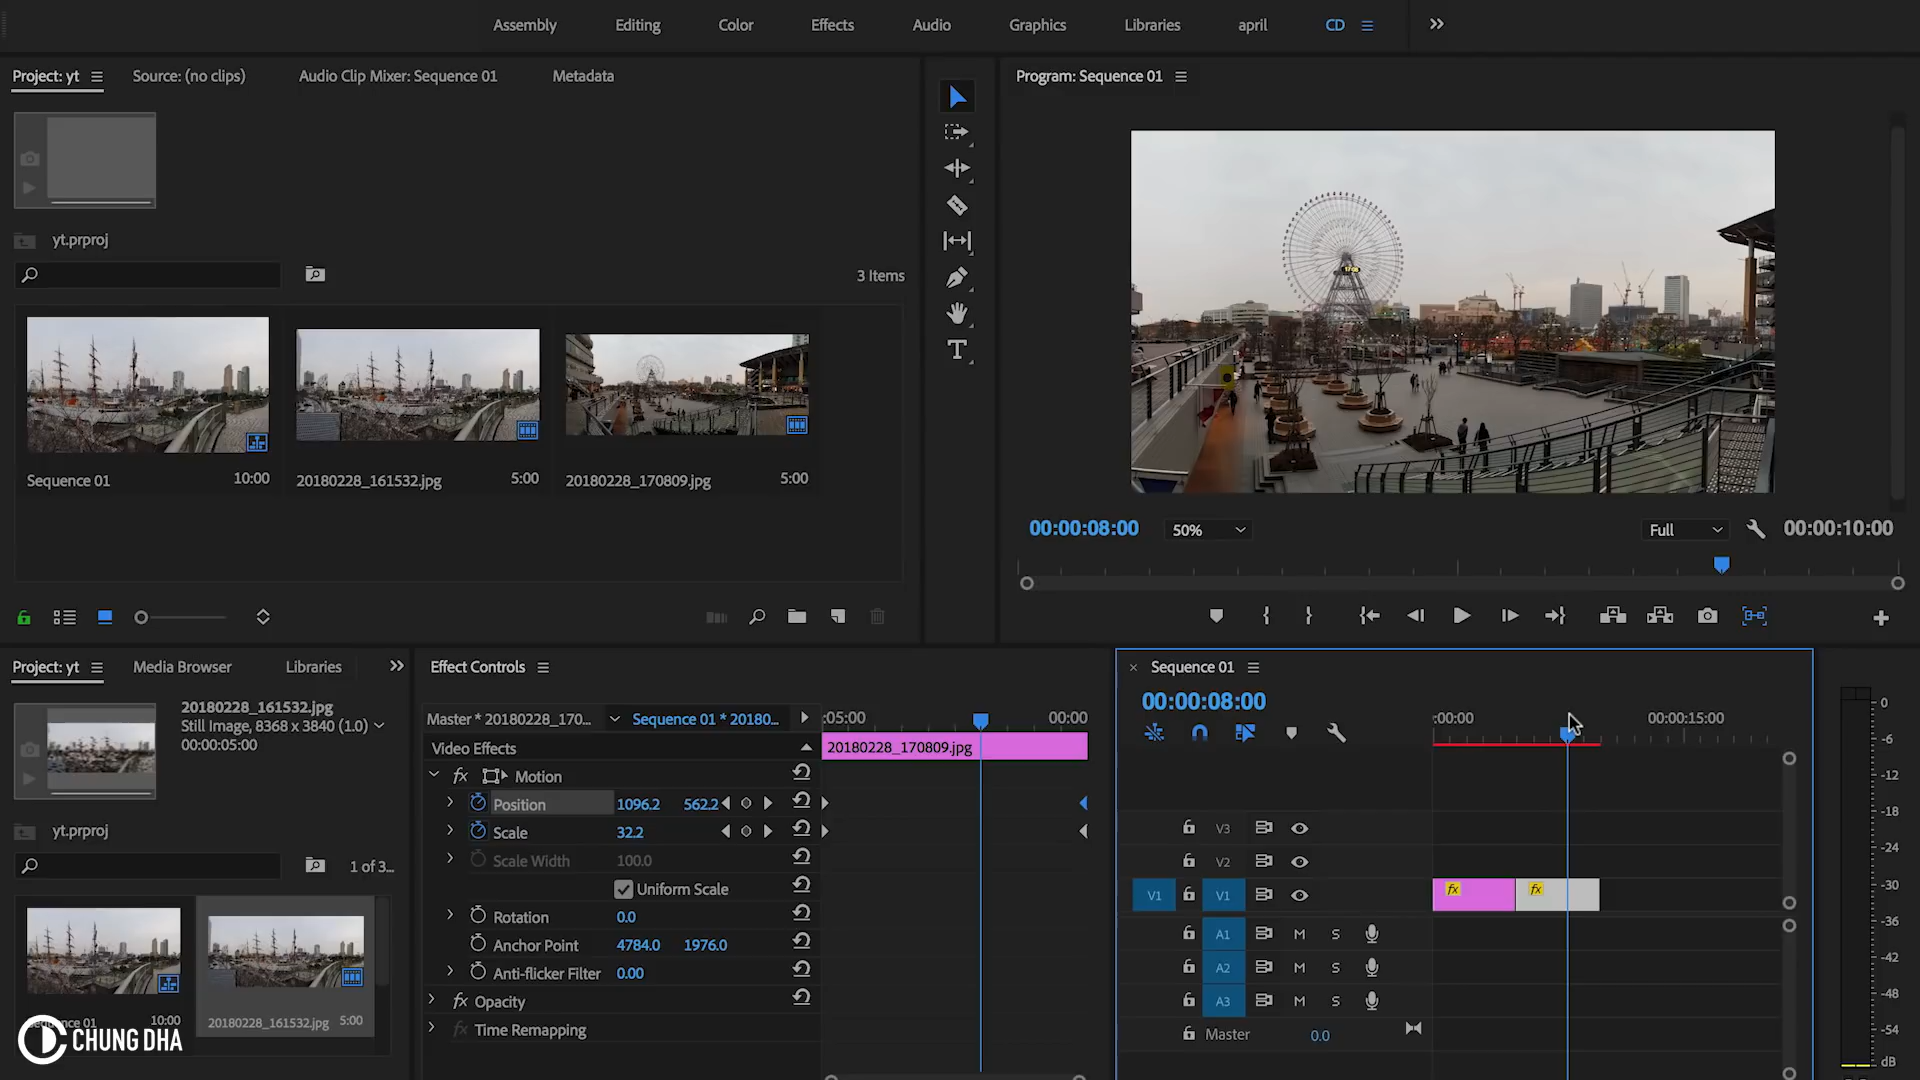 Assembly
Editing
Color
Effects
Audio
Graphics
Libraries
april
CD
Project: yt
Source: (no clips)
Audio Clip Mixer: Sequence 01
Metadata
yt.prproj
3 Items
Sequence 01
10:00
20180228_161532.jpg
5:00
20180228_170809.jpg
5:00
Program: Sequence 01
00:00:08:00
50%
Full
00:00:10:00
Project: yt
Media Browser
Libraries
20180228_161532.jpg
Still Image, 8368 x 3840 (1.0)
00:00:05:00
yt.prproj
1 of 3...
10:00
20180228_161532.jpg
5:00
CHUNG DHA
Effect Controls
Master * 20180228_170...
Sequence 01 * 20180...
:05:00
00:00
Video Effects
20180228_170809.jpg
fx Motion
Position 1096.2 562.2
Scale 32.2
Scale Width 100.0
Uniform Scale
Rotation 0.0
Anchor Point 4784.0 1976.0
Anti-flicker Filter 0.00
fx Opacity
fx Time Remapping
Sequence 01
00:00:08:00
:00:00
00:00:15:00
V3
V2
V1 V1
fx
fx
A1 M S
A2 M S
A3 M S
Master 0.0
0
-6
-12
-18
-24
-30
-36
-42
-48
-54
dB